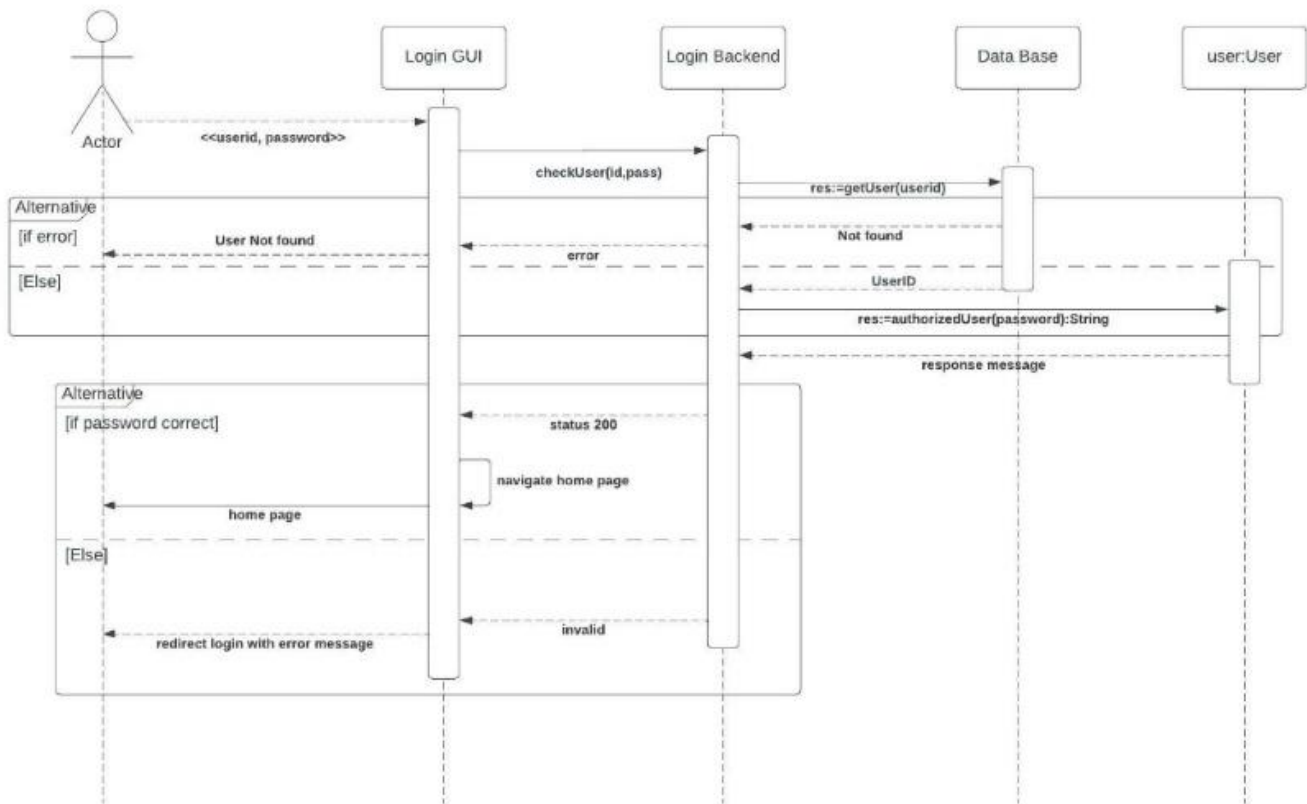 Login GUI
Login Backend
Data Base
user:User
Actor
<<userid, password>>
checkUser(id,pass)
res:=getUser(userid)
Alternative
[if error]
User Not found
error
Not found
[Else]
UserID
res:=authorizedUser(password):String
response message
Alternative
[if password correct]
status 200
navigate home page
home page
[Else]
invalid
redirect login with error message